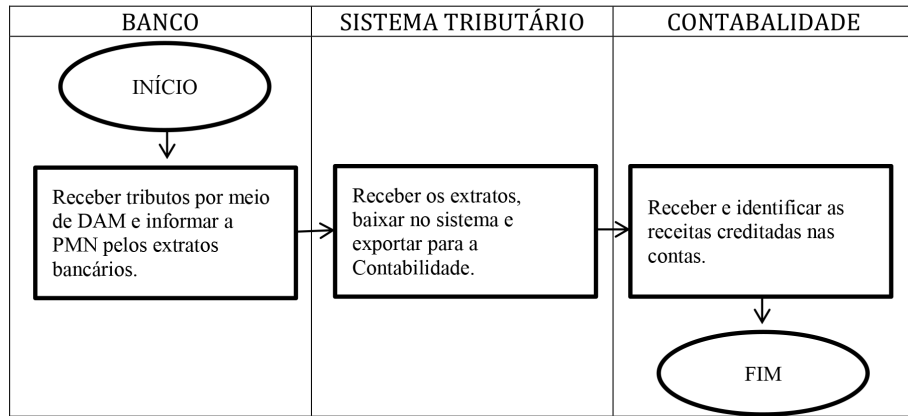 BANCO
SISTEMA TRIBUTÁRIO
CONTABALIDADE
INÍCIO
Receber tributos por meio
de DAM e informar a
PMN pelos extratos
bancários.
Receber os extratos,
baixar no sistema e
exportar para a
Contabilidade.
Receber e identificar as
receitas creditadas nas
contas.
FIM